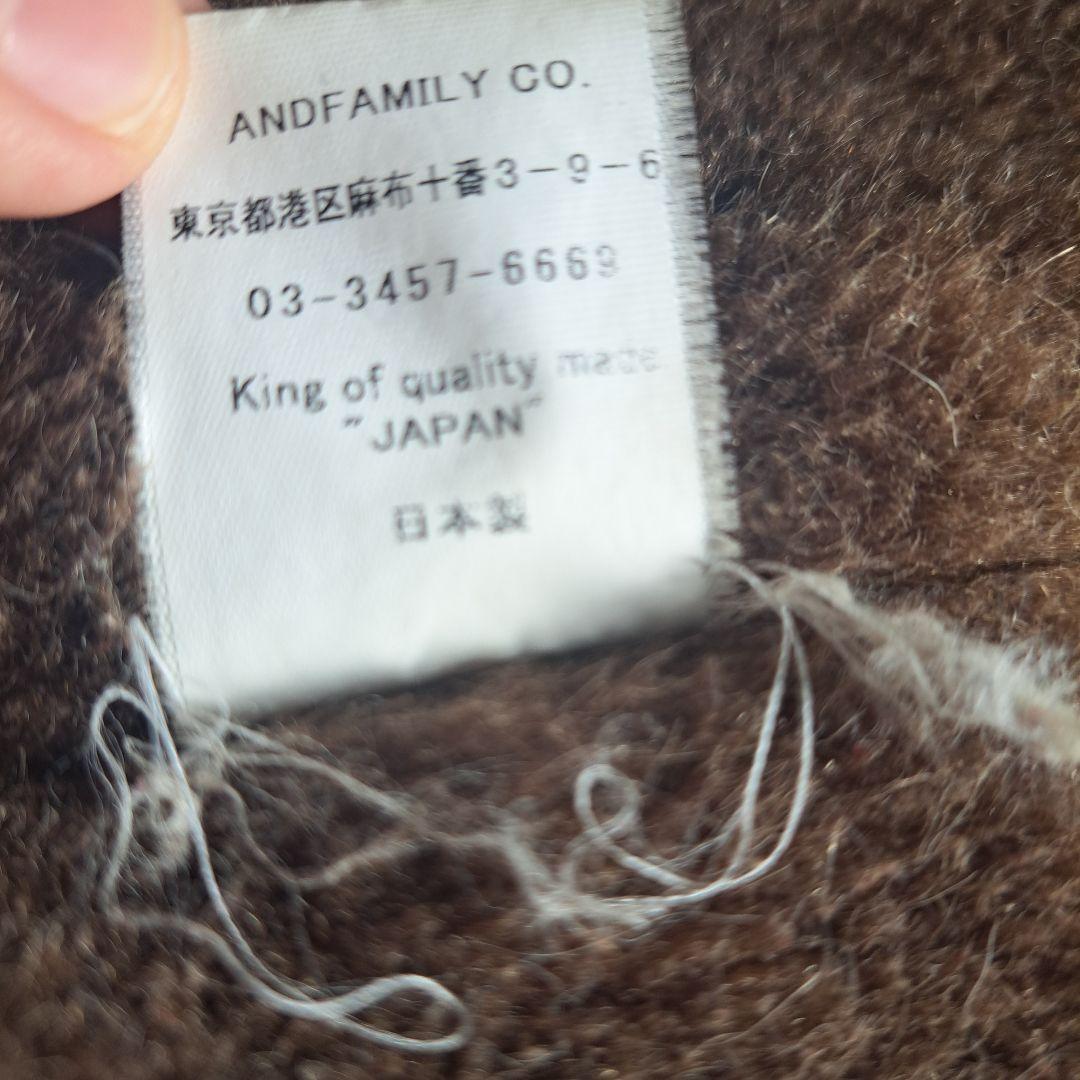 ANDFAMILY CO.
東京都港区麻布十番3-9-6
03-3457-6669
King of quality made
"JAPAN"
日本製